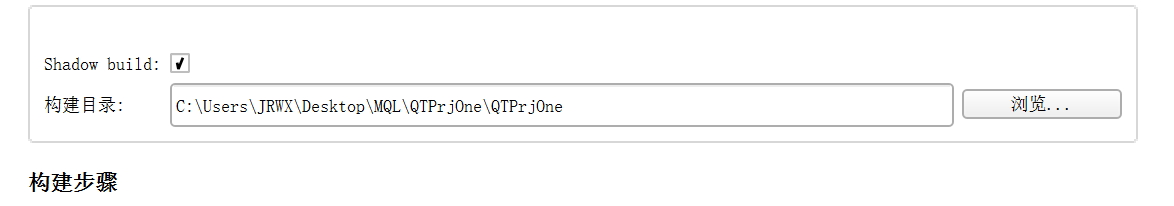 Shadow build:
构建目录: C:\Users\JRWX\Desktop\MQL\QTPrjOne\QTPrjOne 浏览...
构建步骤